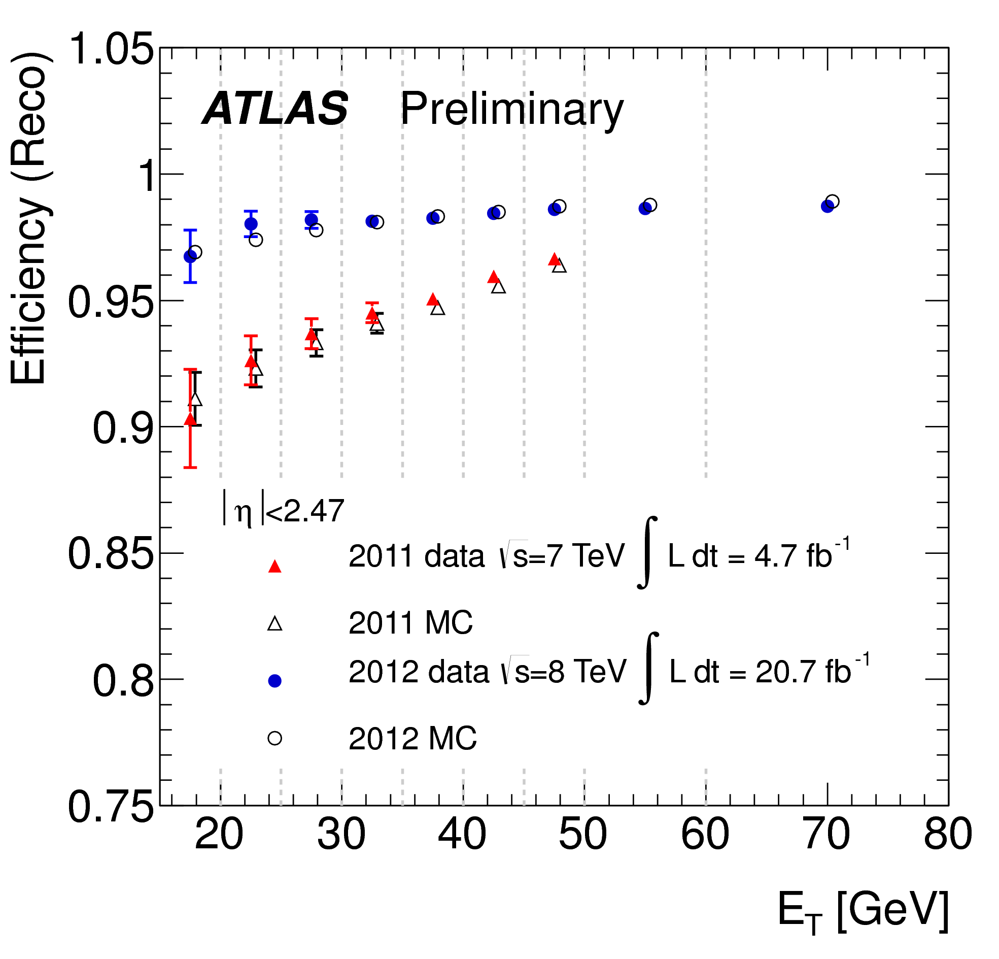 Efficiency (Reco)
1.05
1
0.95
0.9
0.85
0.8
0.75
ATLAS Preliminary
|η|<2.47
2011 data √s=7 TeV ∫ L dt = 4.7 fb⁻¹
2011 MC
2012 data √s=8 TeV ∫ L dt = 20.7 fb⁻¹
2012 MC
20 30 40 50 60 70 80
E_T [GeV]